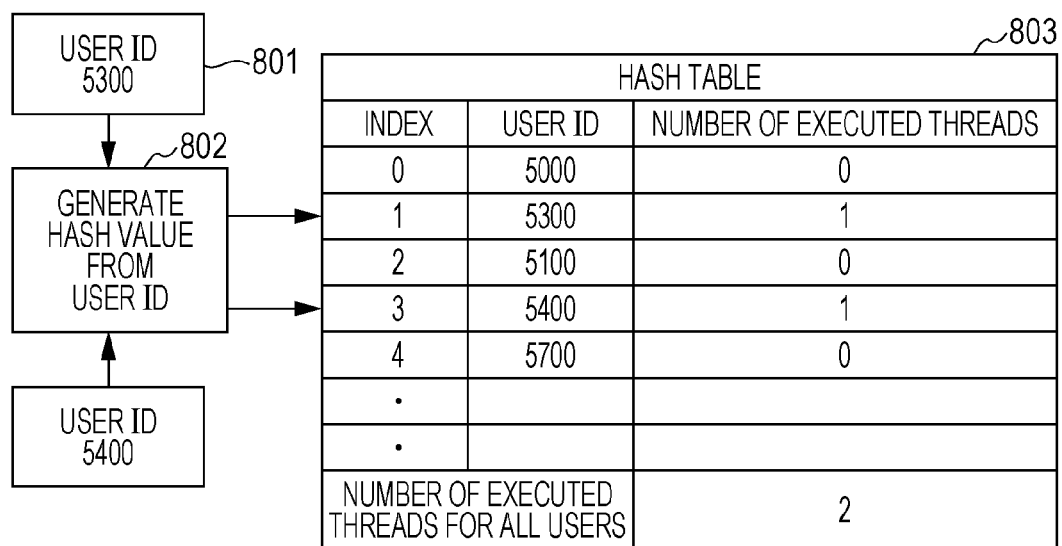 USER ID
5300
801
802
GENERATE
HASH VALUE
FROM
USER ID
USER ID
5400
803
HASH TABLE
INDEX USER ID NUMBER OF EXECUTED THREADS
0 5000 0
1 5300 1
2 5100 0
3 5400 1
4 5700 0
•
•
NUMBER OF EXECUTED
THREADS FOR ALL USERS 2